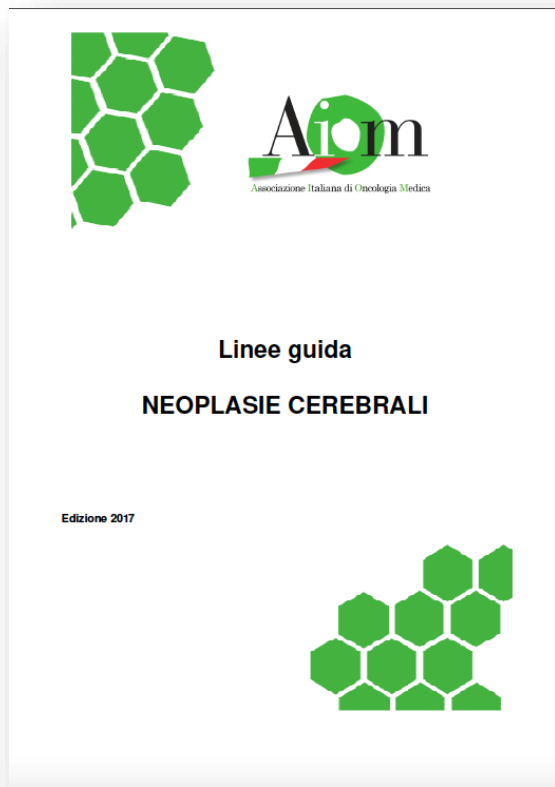 Aiom
Associazione Italiana di Oncologia Medica
Linee guida
NEOPLASIE CEREBRALI
Edizione 2017